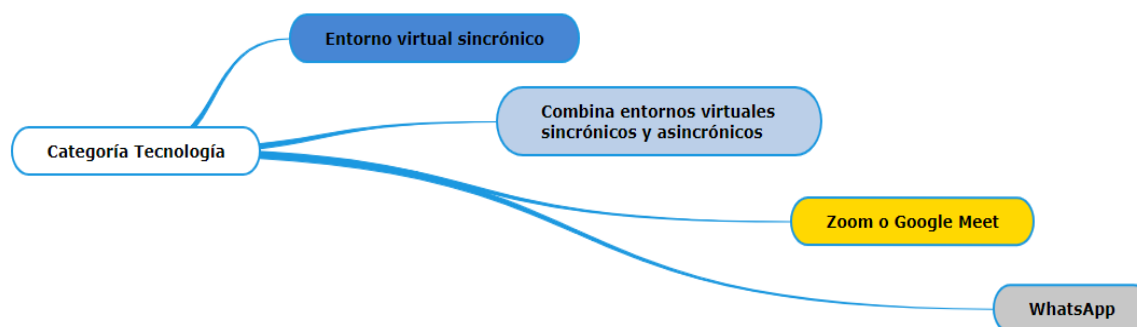 Entorno virtual sincrónico
Combina entornos virtuales
sincrónicos y asincrónicos
Categoría Tecnología
Zoom o Google Meet
WhatsApp